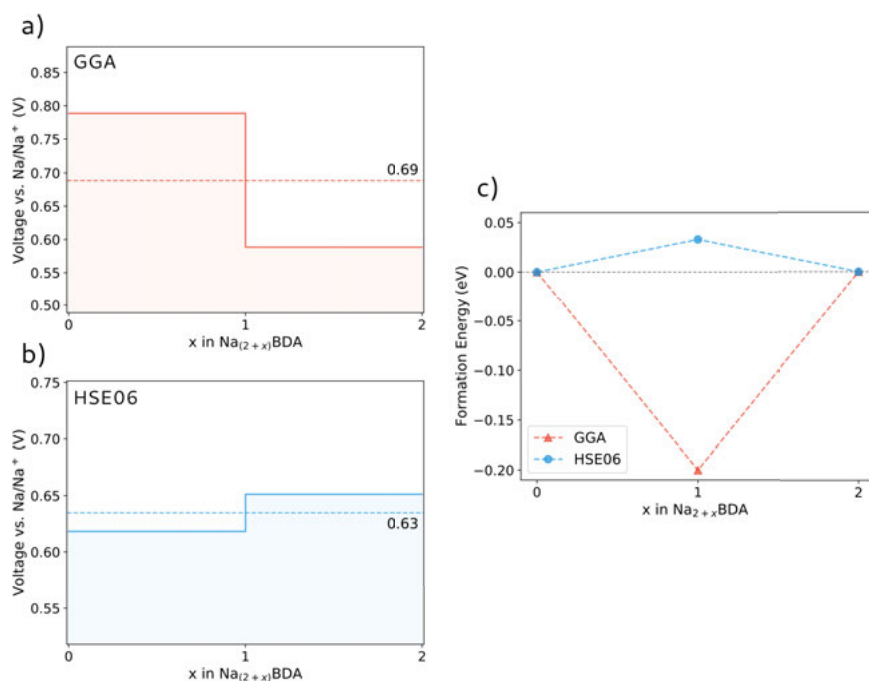 a)
GGA
Voltage vs. Na/Na⁺ (V)
0.85
0.80
0.75
0.70
0.65
0.60
0.55
0.50
0.69
0 1 2
x in Na₍₂₊ₓ₎BDA
b)
HSE06
Voltage vs. Na/Na⁺ (V)
0.75
0.70
0.65
0.60
0.55
0.63
0 1 2
x in Na₍₂₊ₓ₎BDA
c)
Formation Energy (eV)
0.05
0.00
−0.05
−0.10
−0.15
−0.20
GGA
HSE06
0 1 2
x in Na₂₊ₓBDA